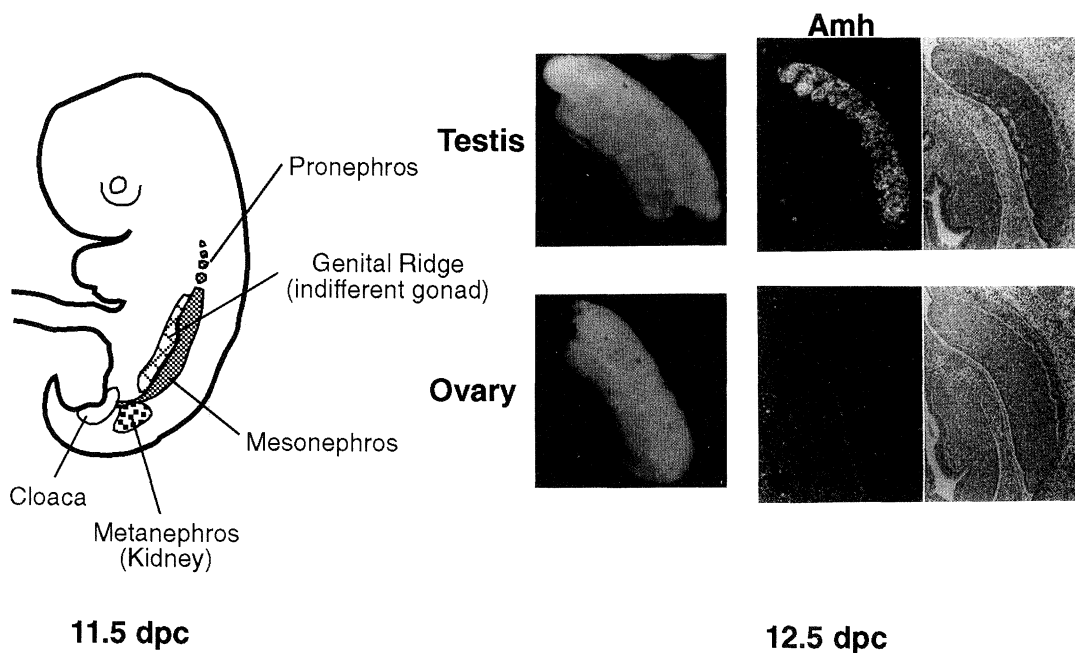 Amh
Testis
Pronephros
Genital Ridge
(indifferent gonad)
Ovary
Mesonephros
Cloaca
Metanephros
(Kidney)
11.5 dpc
12.5 dpc